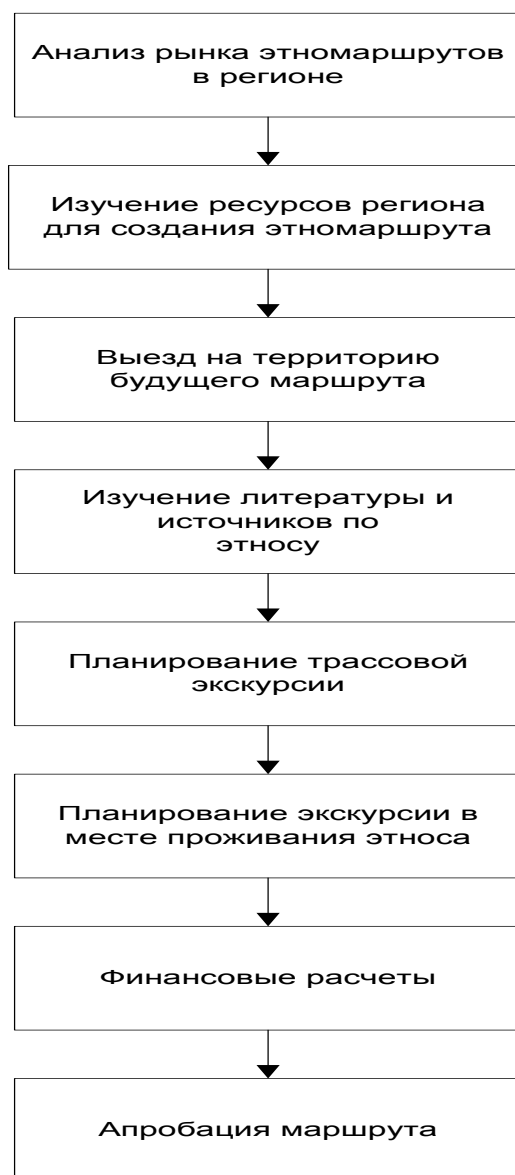 Анализ рынка этномаршрутов
в регионе
Изучение ресурсов региона
для создания этномаршрута
Выезд на территорию
будущего маршрута
Изучение литературы и
источников по
этносу
Планирование трассовой
экскурсии
Планирование экскурсии в
месте проживания этноса
Финансовые расчеты
Апробация маршрута